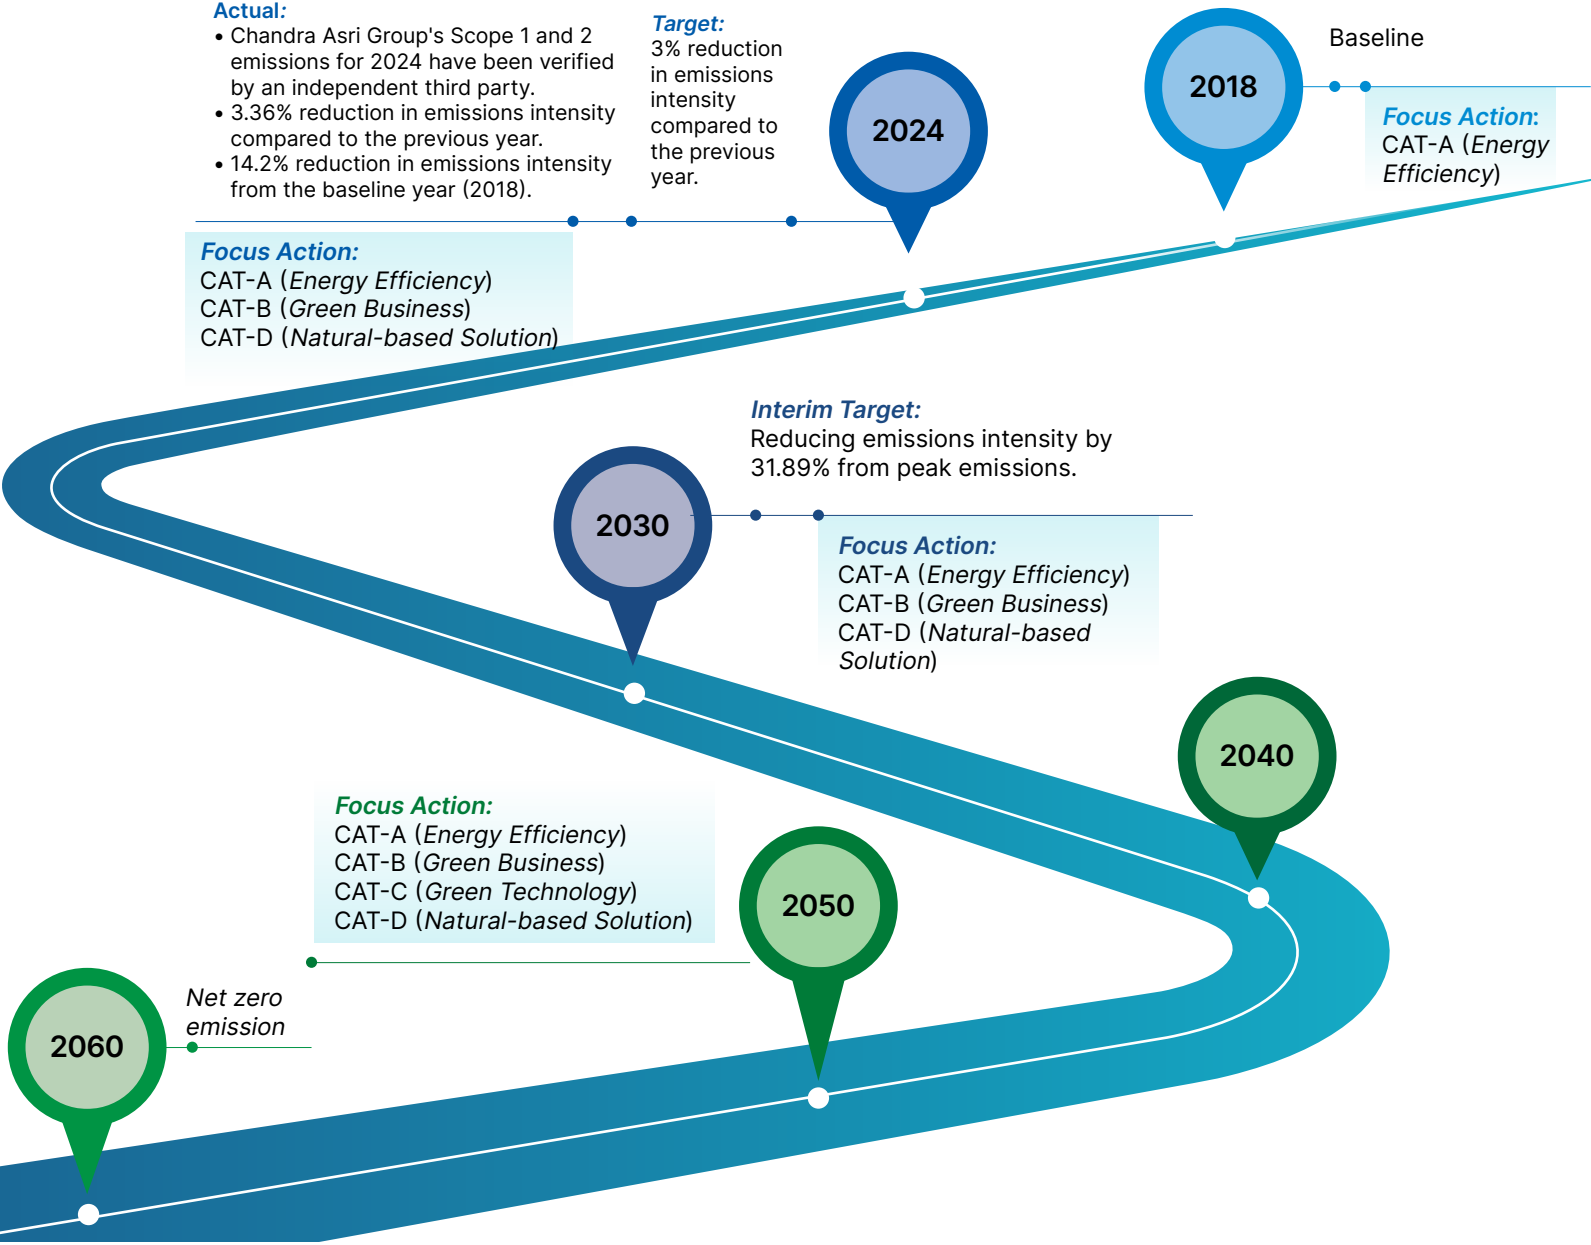 Actual:
• Chandra Asri Group's Scope 1 and 2
emissions for 2024 have been verified
by an independent third party.
• 3.36% reduction in emissions intensity
compared to the previous year.
• 14.2% reduction in emissions intensity
from the baseline year (2018).
Target:
3% reduction
in emissions
intensity
compared to
the previous
year.
2024
2018
Baseline
Focus Action:
CAT-A (Energy
Efficiency)
Focus Action:
CAT-A (Energy Efficiency)
CAT-B (Green Business)
CAT-D (Natural-based Solution)
Interim Target:
Reducing emissions intensity by
31.89% from peak emissions.
2030
Focus Action:
CAT-A (Energy Efficiency)
CAT-B (Green Business)
CAT-D (Natural-based
Solution)
2040
Focus Action:
CAT-A (Energy Efficiency)
CAT-B (Green Business)
CAT-C (Green Technology)
CAT-D (Natural-based Solution)
2050
Net zero
emission
2060